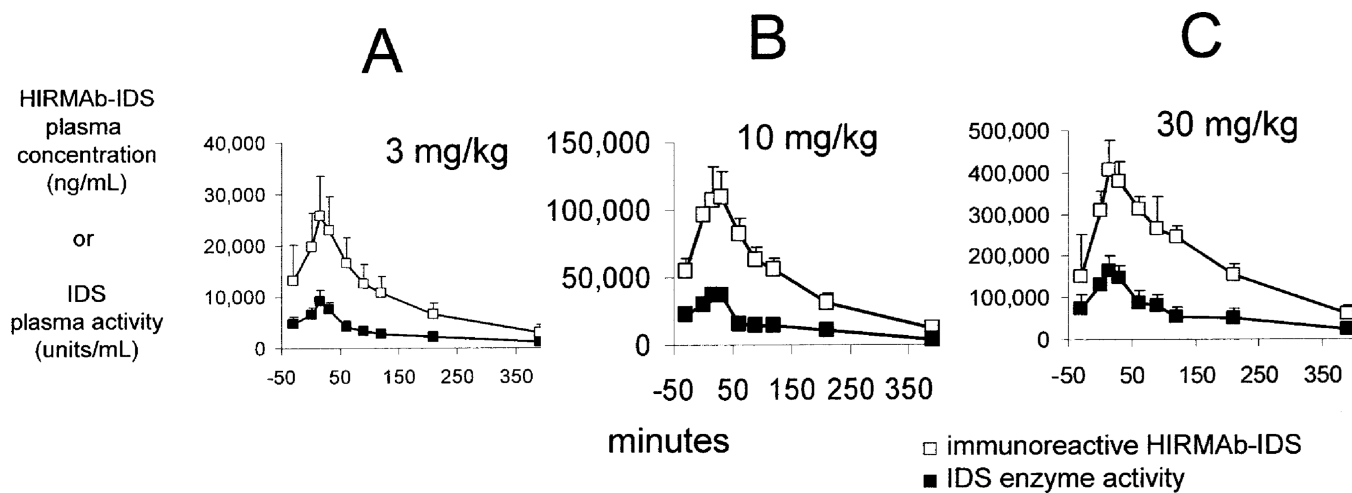 A
B
C
HIRMAb-IDS
plasma
concentration
(ng/mL)
or
IDS
plasma activity
(units/mL)
3 mg/kg
40,000
30,000
20,000
10,000
0
-50 50 150 250 350
10 mg/kg
150,000
100,000
50,000
0
-50 50 150 250 350
30 mg/kg
500,000
400,000
300,000
200,000
100,000
0
-50 50 150 250 350
minutes
immunoreactive HIRMAb-IDS
IDS enzyme activity